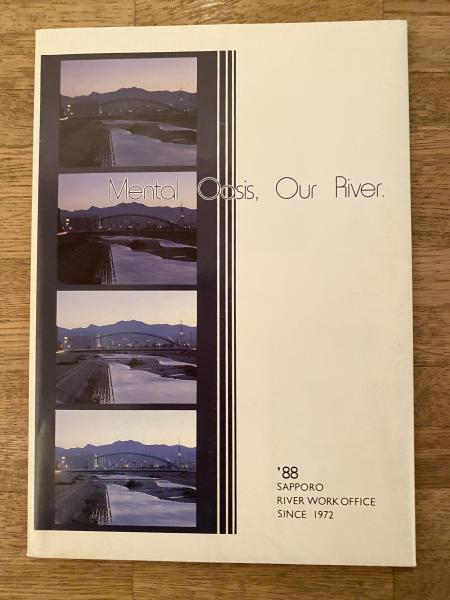 Mental Oasis, Our River.
'88
SAPPORO
RIVER WORK OFFICE
SINCE 1972